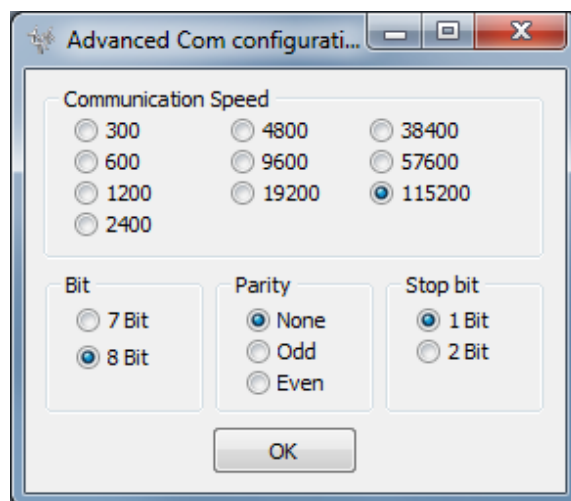 Advanced Com configurati...
Communication Speed
300 4800 38400
600 9600 57600
1200 19200 115200
2400
Bit Parity Stop bit
7 Bit None 1 Bit
8 Bit Odd 2 Bit
Even
OK